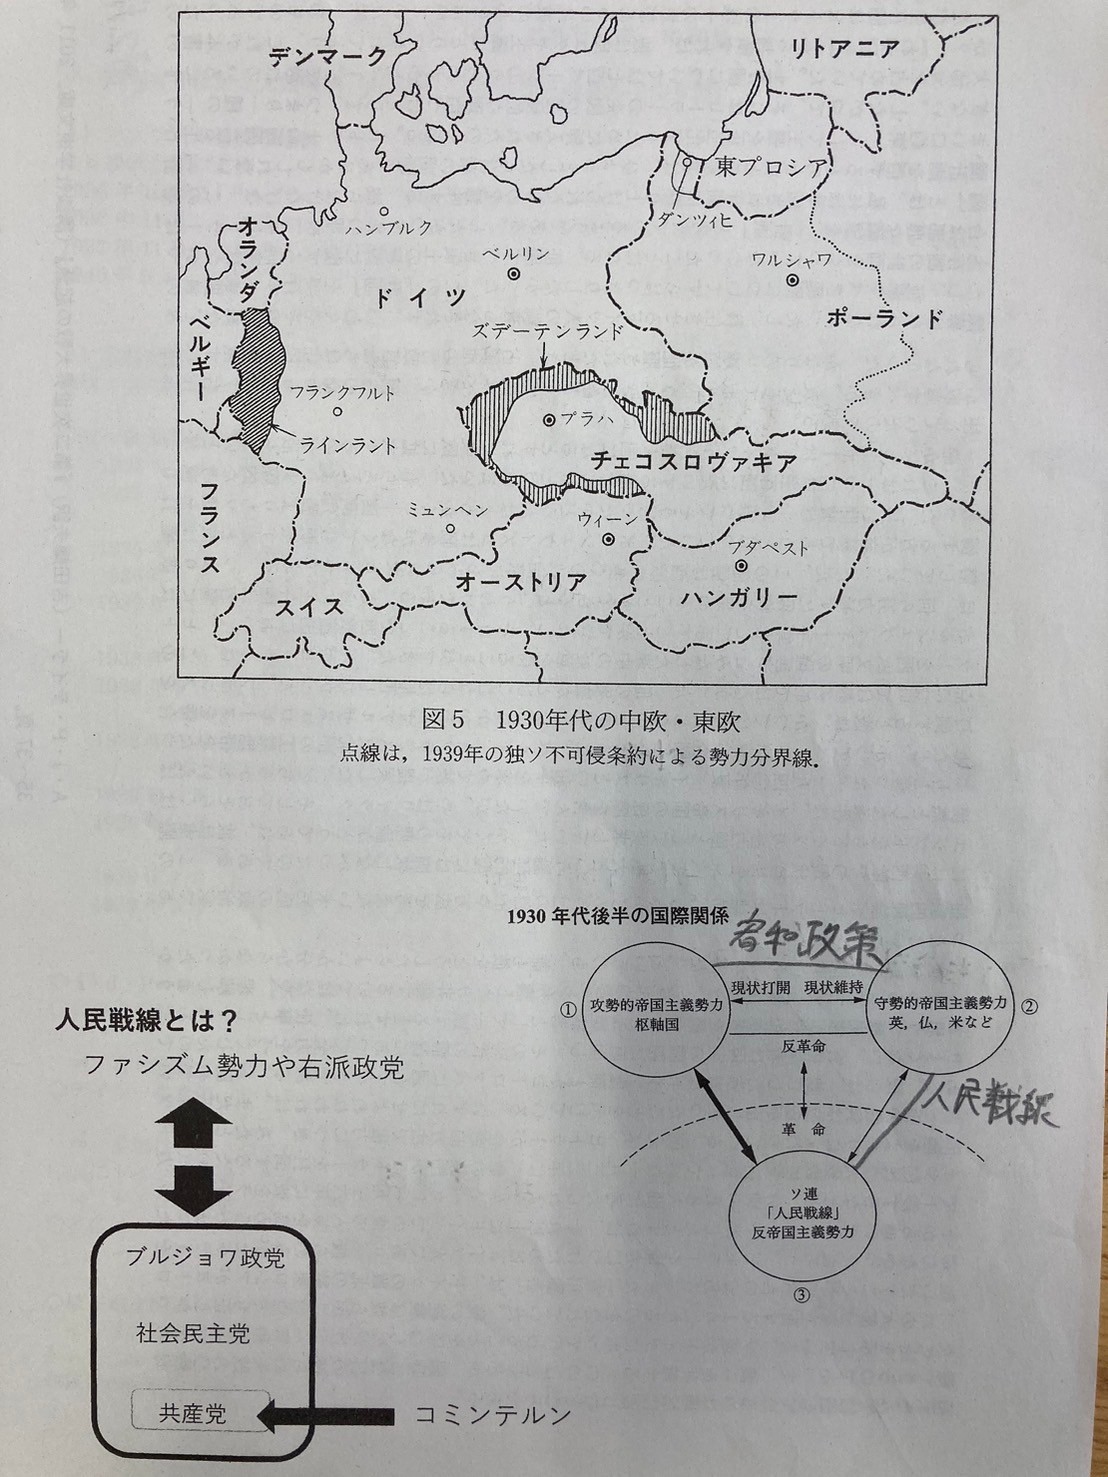 デンマーク
リトアニア
東プロシア
ダンツィヒ
オランダ
ハンブルク
ベルリン
ワルシャワ
ドイツ
ポーランド
ベルギー
ズデーテンランド
フランクフルト
プラハ
ラインラント
チェコスロヴァキア
フランス
ミュンヘン
ウィーン
ブダペスト
オーストリア
ハンガリー
スイス
図5 1930年代の中欧・東欧
点線は，1939年の独ソ不可侵条約による勢力分界線．
1930年代後半の国際関係
宥和政策
①
攻勢的帝国主義勢力
枢軸国
現状打開 現状維持
守勢的帝国主義勢力
英，仏，米など
②
反革命
人民戦線
革命
ソ連
「人民戦線」
反帝国主義勢力
③
人民戦線とは？
ファシズム勢力や右派政党
ブルジョワ政党
社会民主党
共産党
コミンテルン